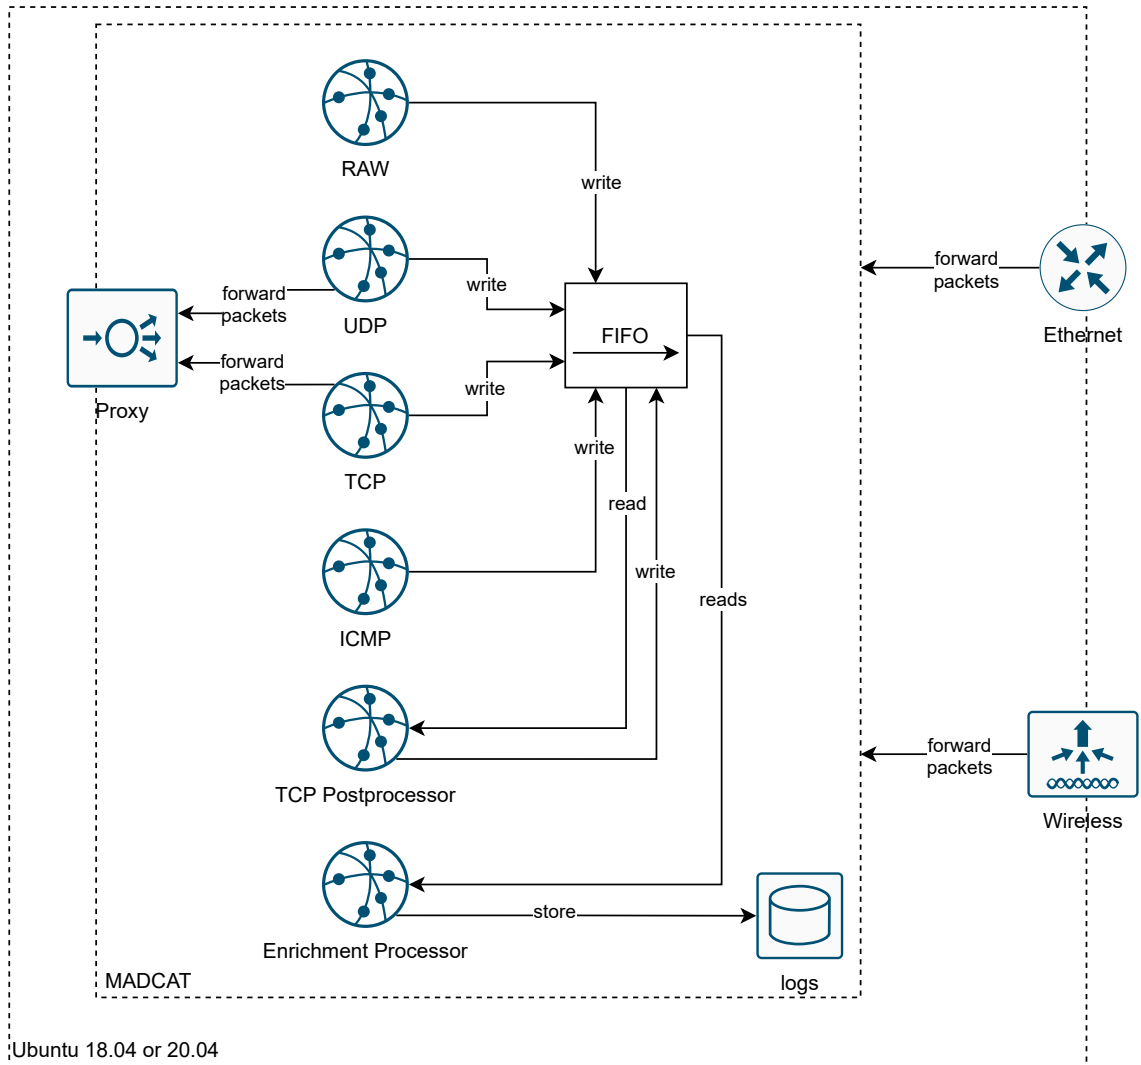 RAW
write
UDP
write
forward
packets
forward
packets
Proxy
write
TCP
FIFO
write
read
write
reads
ICMP
TCP Postprocessor
Enrichment Processor
store
logs
MADCAT
forward
packets
Ethernet
forward
packets
Wireless
Ubuntu 18.04 or 20.04